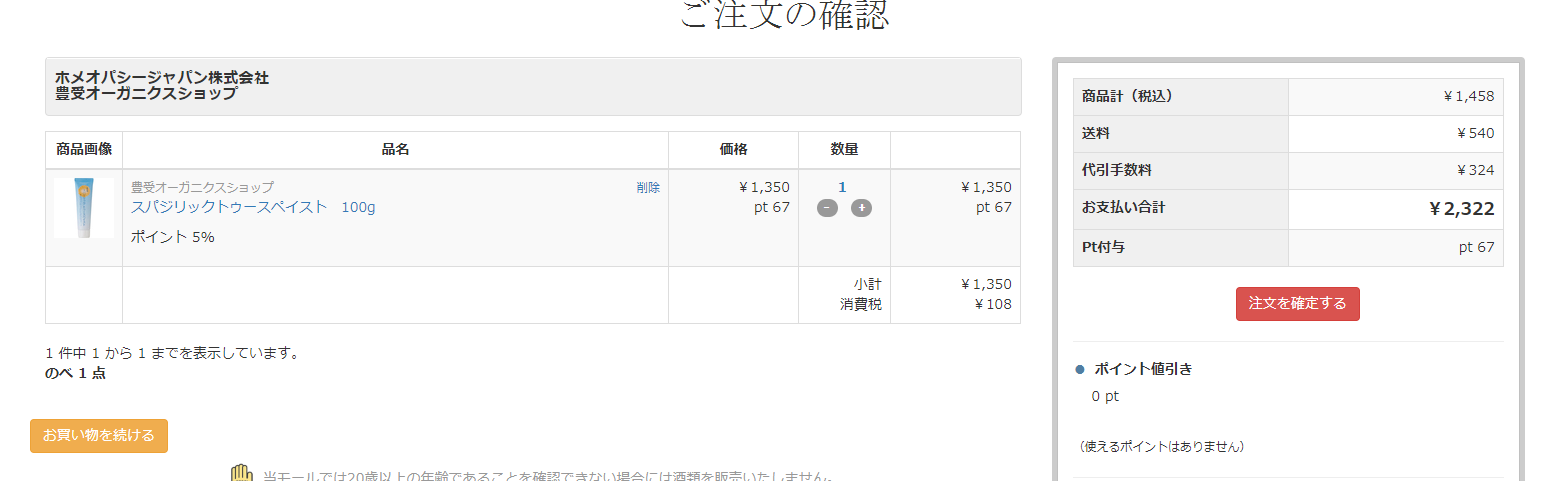 ご注文の確認
ホメオパシージャパン株式会社
豊受オーガニクスショップ
商品画像 品名 価格 数量
豊受オーガニクスショップ 削除 ¥1,350 1 ¥1,350
スパジリックトゥースペイスト 100g pt 67 - + pt 67
ポイント 5%
小計 ¥1,350
消費税 ¥108
1 件中 1 から 1 までを表示しています。
のべ 1 点
お買い物を続ける
当モールでは20歳以上の年齢であることを確認できない場合には酒類を販売いたしません。
商品計（税込） ¥1,458
送料 ¥540
代引手数料 ¥324
お支払い合計 ¥2,322
Pt付与 pt 67
注文を確定する
ポイント値引き
0 pt
（使えるポイントはありません）